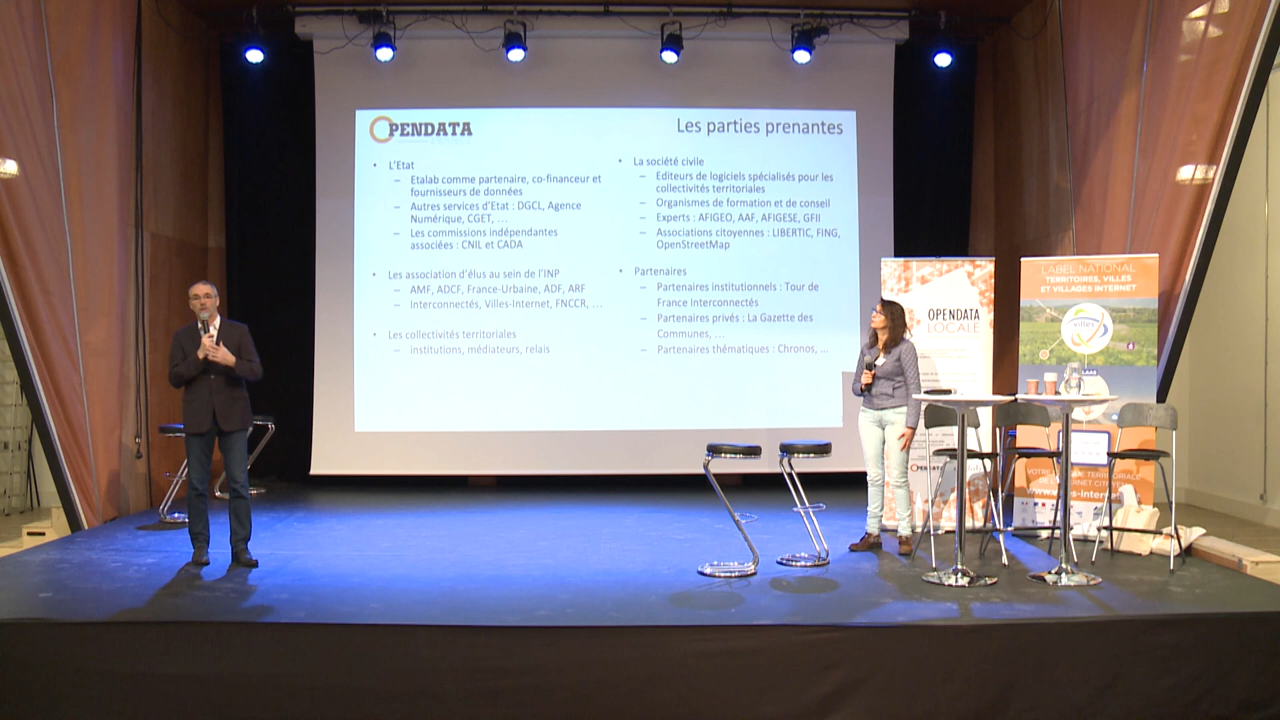 OPENDATA
Les parties prenantes
• L'Etat
– Etalab comme partenaire, co-financeur et
fournisseurs de données
– Autres services d'Etat : DGCL, Agence
Numérique, CGET, …
– Les commissions indépendantes
associées : CNIL et CADA
• Les association d'élus au sein de l'INP
– AMF, ADCF, France-Urbaine, ADF, ARF
– Interconnectés, Villes-Internet, FNCCR, …
• Les collectivités territoriales
– institutions, médiateurs, relais
• La société civile
– Editeurs de logiciels spécialisés pour les
collectivités territoriales
– Organismes de formation et de conseil
– Experts : AFIGEO, AAF, AFIGESE, GFII
– Associations citoyennes : LIBERTIC, FING,
OpenStreetMap
• Partenaires
– Partenaires institutionnels : Tour de
France Interconnectés
– Partenaires privés : La Gazette des
Communes, …
– Partenaires thématiques : Chronos, …
OPENDATA
LOCALE
LABEL NATIONAL
TERRITOIRES, VILLES
ET VILLAGES INTERNET
villes